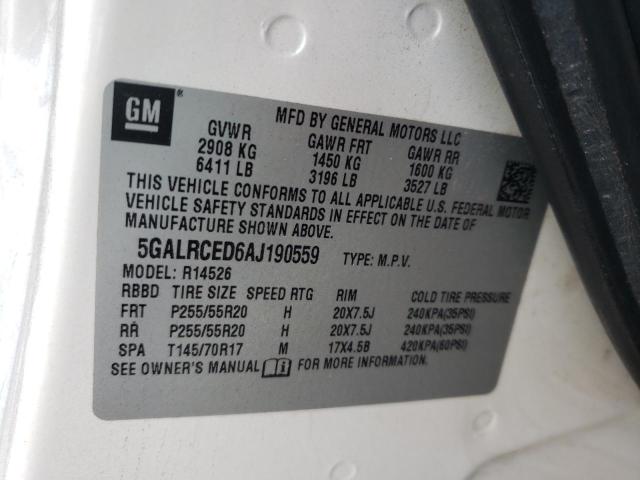 GM
MFD BY GENERAL MOTORS LLC
GVWR GAWR FRT GAWR RR
2908 KG 1450 KG 1600 KG
6411 LB 3196 LB 3527 LB
THIS VEHICLE CONFORMS TO ALL APPLICABLE U.S. FEDERAL MOTOR
VEHICLE SAFETY STANDARDS IN EFFECT ON THE DATE OF
MANUFACTURE SHOWN ABOVE.
5GALRCED6AJ190559 TYPE: M.P.V.
MODEL: R14526
RBBD TIRE SIZE SPEED RTG RIM COLD TIRE PRESSURE
FRT P255/55R20 H 20X7.5J 240KPA(35PSI)
RR P255/55R20 H 20X7.5J 240KPA(35PSI)
SPA T145/70R17 M 17X4.5B 420KPA(60PSI)
SEE OWNER'S MANUAL FOR MORE INFORMATION.